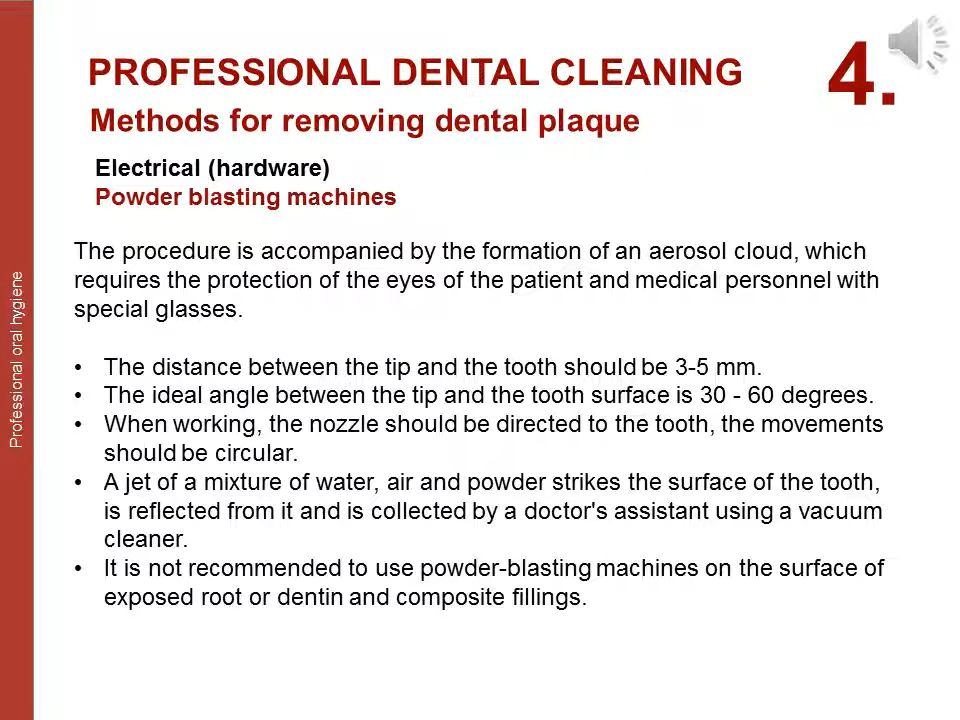 PROFESSIONAL DENTAL CLEANING
4.
Methods for removing dental plaque
Electrical (hardware)
Powder blasting machines
The procedure is accompanied by the formation of an aerosol cloud, which
requires the protection of the eyes of the patient and medical personnel with
special glasses.
• The distance between the tip and the tooth should be 3-5 mm.
• The ideal angle between the tip and the tooth surface is 30 - 60 degrees.
• When working, the nozzle should be directed to the tooth, the movements
should be circular.
• A jet of a mixture of water, air and powder strikes the surface of the tooth,
is reflected from it and is collected by a doctor's assistant using a vacuum
cleaner.
• It is not recommended to use powder-blasting machines on the surface of
exposed root or dentin and composite fillings.
Professional oral hygiene